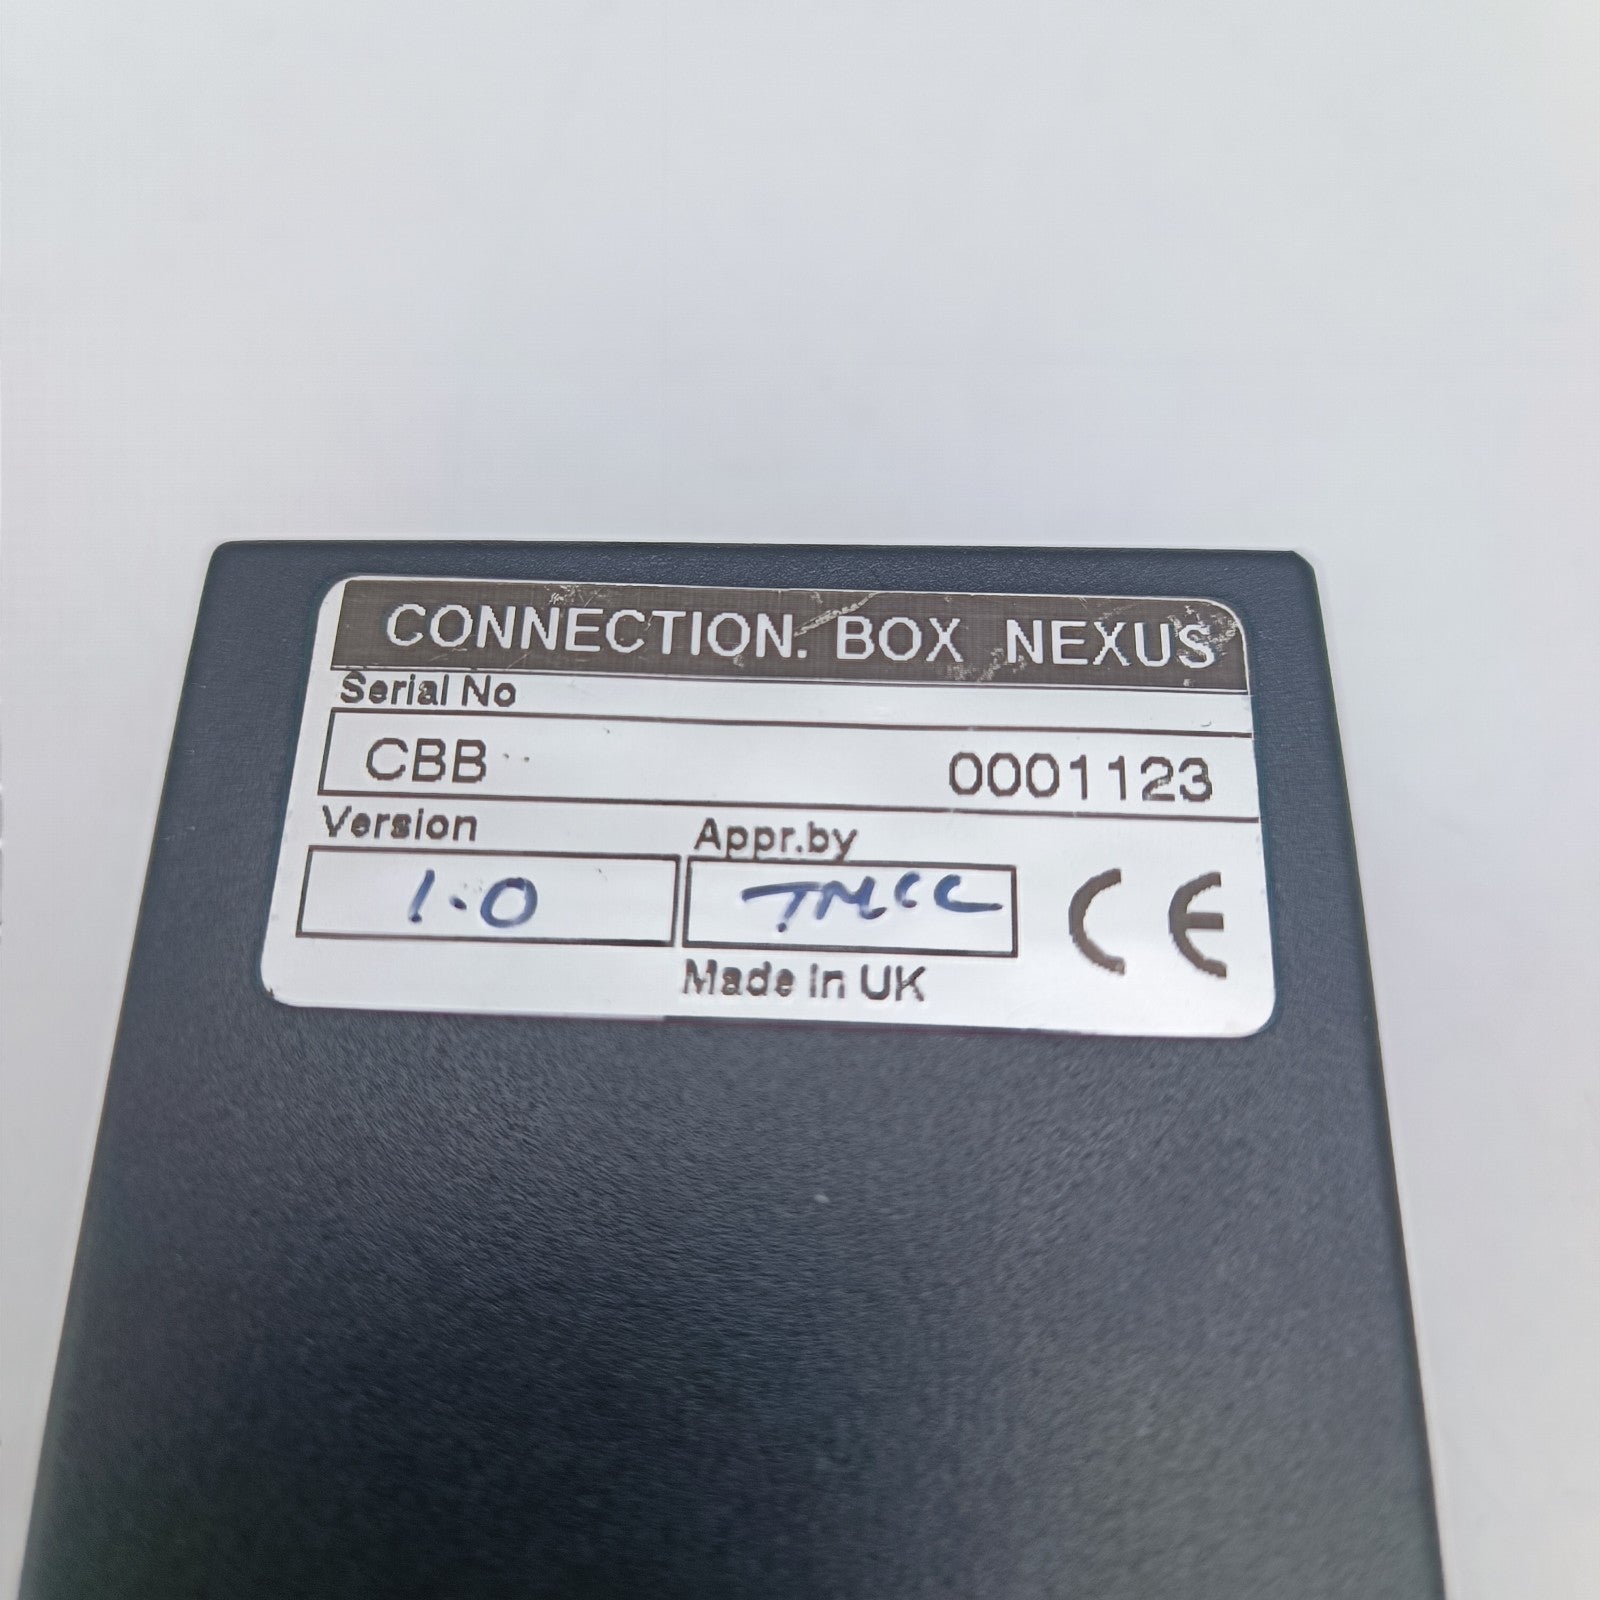 CONNECTION. BOX NEXUS
Serial No
CBB 0001123
Version Appr.by
1.0
CE
Made in UK